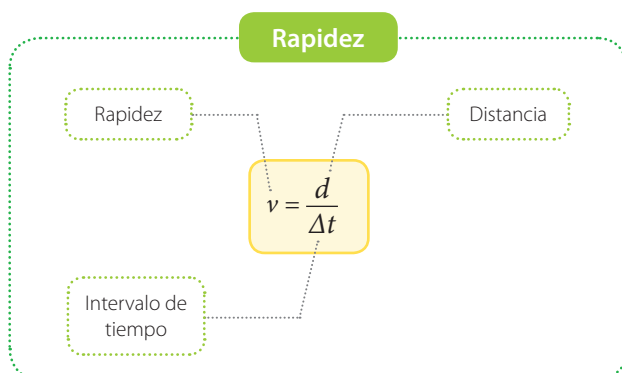 Rapidez
Rapidez
Distancia
v = d/Δt
Intervalo de
tiempo